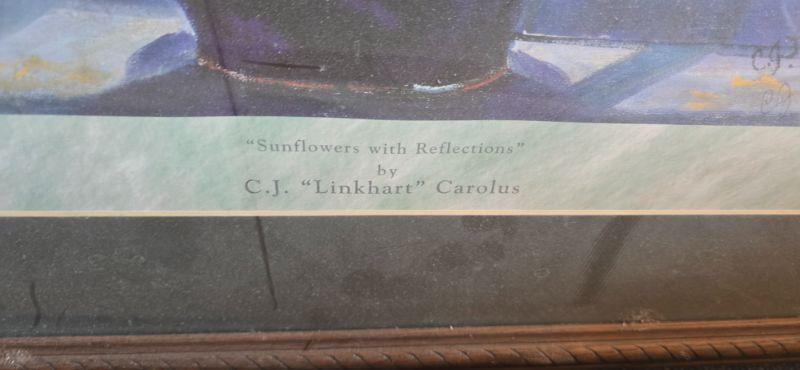 C.J.
"Sunflowers with Reflections"
by
C.J. "Linkhart" Carolus